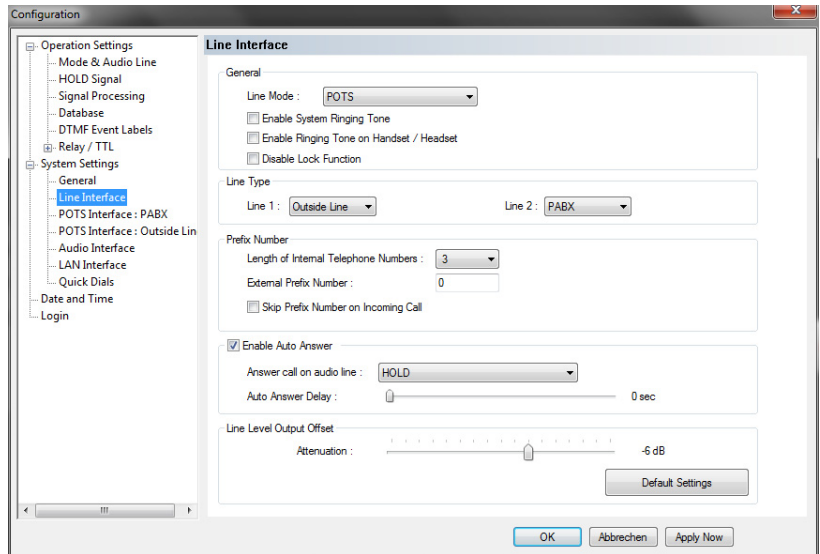 Configuration
Operation Settings
Mode & Audio Line
HOLD Signal
Signal Processing
Database
DTMF Event Labels
Relay / TTL
System Settings
General
Line Interface
POTS Interface : PABX
POTS Interface : Outside Lin
Audio Interface
LAN Interface
Quick Dials
Date and Time
Login
Line Interface
General
Line Mode : POTS
Enable System Ringing Tone
Enable Ringing Tone on Handset / Headset
Disable Lock Function
Line Type
Line 1 : Outside Line Line 2 : PABX
Prefix Number
Length of Internal Telephone Numbers : 3
External Prefix Number : 0
Skip Prefix Number on Incoming Call
Enable Auto Answer
Answer call on audio line : HOLD
Auto Answer Delay : 0 sec
Line Level Output Offset
Attenuation : -6 dB
Default Settings
OK Abbrechen Apply Now